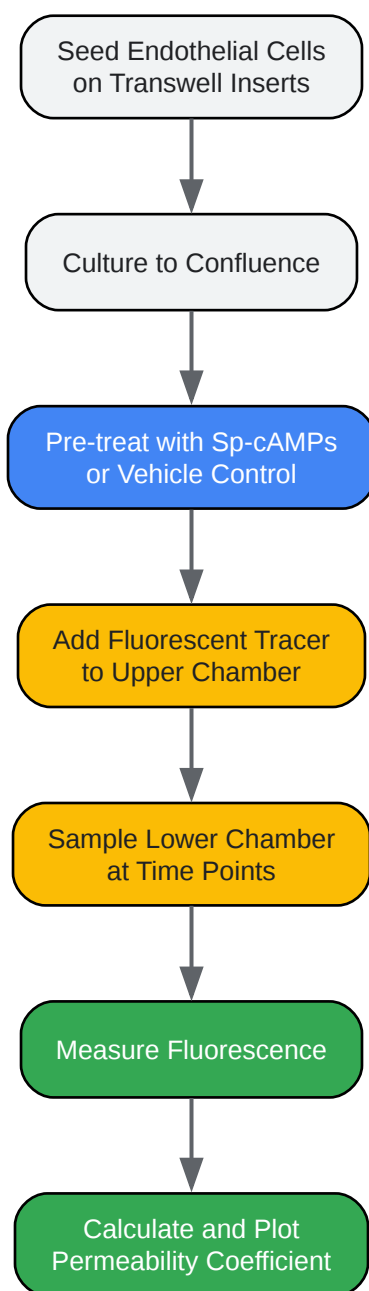 Seed Endothelial Cells
on Transwell Inserts
Culture to Confluence
Pre-treat with Sp-cAMPs
or Vehicle Control
Add Fluorescent Tracer
to Upper Chamber
Sample Lower Chamber
at Time Points
Measure Fluorescence
Calculate and Plot
Permeability Coefficient